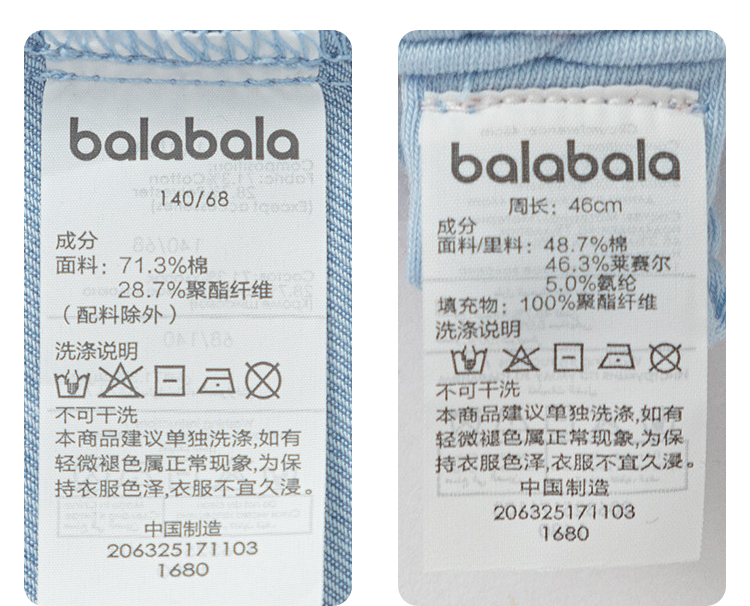 balabala
140/68
成分
面料：71.3%棉
28.7%聚酯纤维
（配料除外）
洗涤说明
不可干洗
本商品建议单独洗涤,如有
轻微褪色属正常现象,为保
持衣服色泽,衣服不宜久浸。
中国制造
206325171103
1680
balabala
周长：46cm
成分
面料/里料：48.7%棉
46.3%莱赛尔
5.0%氨纶
填充物：100%聚酯纤维
洗涤说明
不可干洗
本商品建议单独洗涤,如有
轻微褪色属正常现象,为保
持衣服色泽,衣服不宜久浸。
中国制造
206325171103
1680